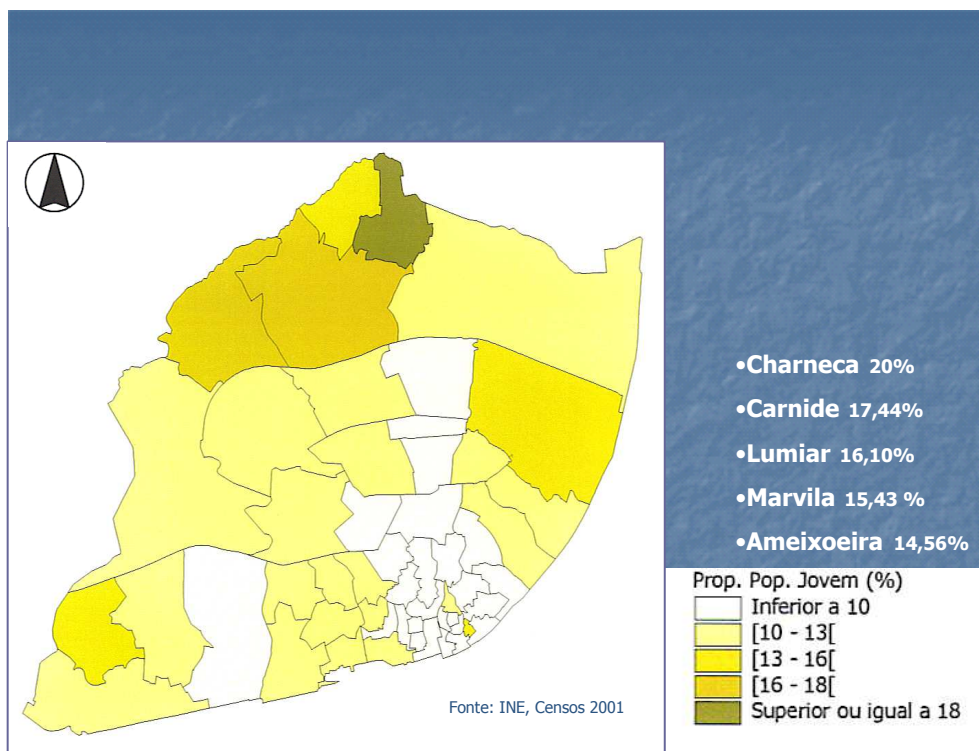 •Charneca 20%
•Carnide 17,44%
•Lumiar 16,10%
•Marvila 15,43 %
•Ameixoeira 14,56%
Prop. Pop. Jovem (%)
Inferior a 10
[10 - 13[
[13 - 16[
[16 - 18[
Superior ou igual a 18
Fonte: INE, Censos 2001